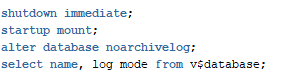 shutdown immediate;
startup mount;
alter database noarchivelog;
select name, log mode from v$database;